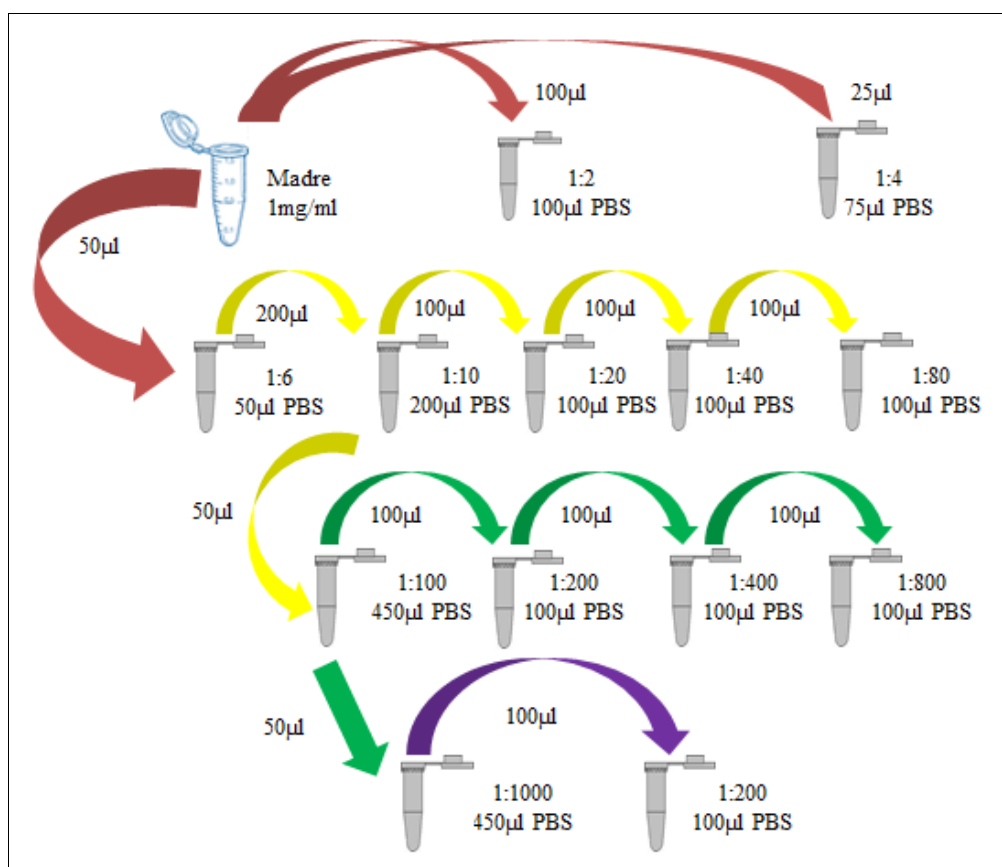 100µl
25µl
Madre
1mg/ml
1:2
100µl PBS
1:4
75µl PBS
50µl
200µl
100µl
100µl
100µl
1:6
50µl PBS
1:10
200µl PBS
1:20
100µl PBS
1:40
100µl PBS
1:80
100µl PBS
50µl
100µl
100µl
100µl
1:100
450µl PBS
1:200
100µl PBS
1:400
100µl PBS
1:800
100µl PBS
50µl
100µl
1:1000
450µl PBS
1:200
100µl PBS